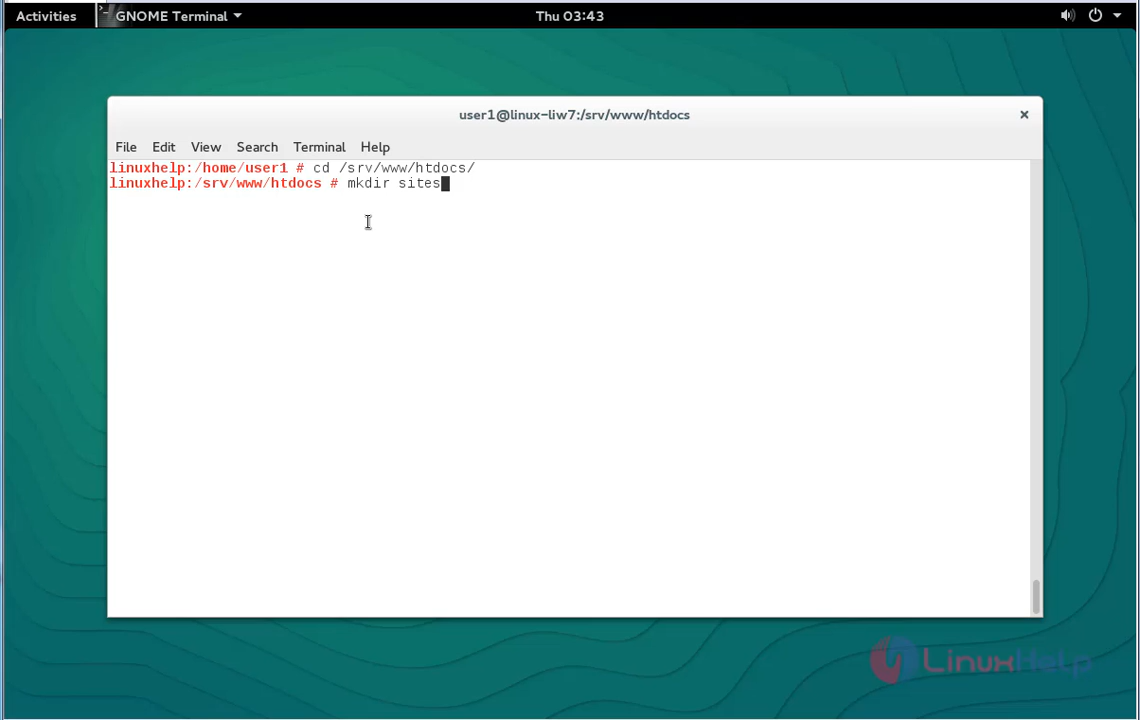 Activities GNOME Terminal Thu 03:43
user1@linux-liw7:/srv/www/htdocs
File Edit View Search Terminal Help
linuxhelp:/home/user1 # cd /srv/www/htdocs/
linuxhelp:/srv/www/htdocs # mkdir sites
LinuxHelp